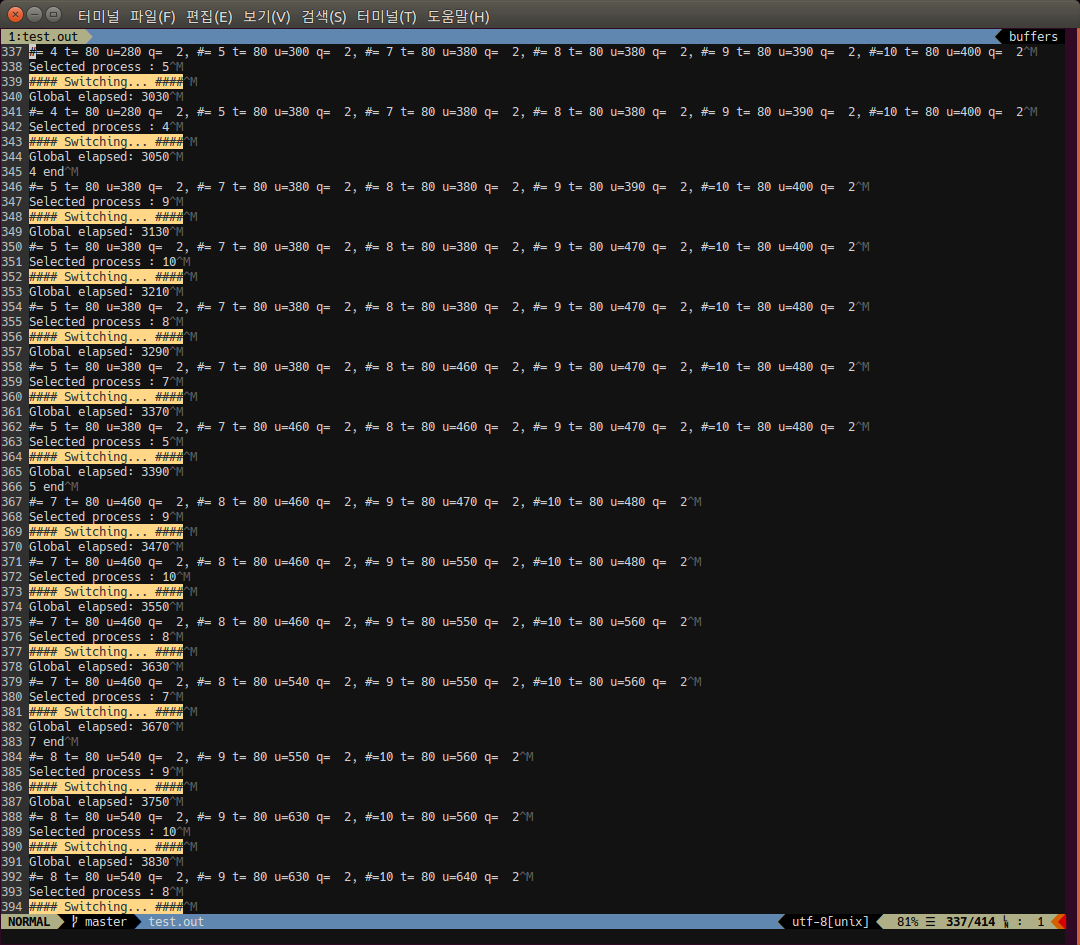 터미널 파일(F) 편집(E) 보기(V) 검색(S) 터미널(T) 도움말(H)
1:test.out buffers
337 #= 4 t= 80 u=280 q=  2, #= 5 t= 80 u=300 q=  2, #= 7 t= 80 u=380 q=  2, #= 8 t= 80 u=380 q=  2, #= 9 t= 80 u=390 q=  2, #=10 t= 80 u=400 q=  2^M
338 Selected process : 5^M
339 #### Switching... ####^M
340 Global elapsed: 3030^M
341 #= 4 t= 80 u=280 q=  2, #= 5 t= 80 u=380 q=  2, #= 7 t= 80 u=380 q=  2, #= 8 t= 80 u=380 q=  2, #= 9 t= 80 u=390 q=  2, #=10 t= 80 u=400 q=  2^M
342 Selected process : 4^M
343 #### Switching... ####^M
344 Global elapsed: 3050^M
345 4 end^M
346 #= 5 t= 80 u=380 q=  2, #= 7 t= 80 u=380 q=  2, #= 8 t= 80 u=380 q=  2, #= 9 t= 80 u=390 q=  2, #=10 t= 80 u=400 q=  2^M
347 Selected process : 9^M
348 #### Switching... ####^M
349 Global elapsed: 3130^M
350 #= 5 t= 80 u=380 q=  2, #= 7 t= 80 u=380 q=  2, #= 8 t= 80 u=380 q=  2, #= 9 t= 80 u=470 q=  2, #=10 t= 80 u=400 q=  2^M
351 Selected process : 10^M
352 #### Switching... ####^M
353 Global elapsed: 3210^M
354 #= 5 t= 80 u=380 q=  2, #= 7 t= 80 u=380 q=  2, #= 8 t= 80 u=380 q=  2, #= 9 t= 80 u=470 q=  2, #=10 t= 80 u=480 q=  2^M
355 Selected process : 8^M
356 #### Switching... ####^M
357 Global elapsed: 3290^M
358 #= 5 t= 80 u=380 q=  2, #= 7 t= 80 u=380 q=  2, #= 8 t= 80 u=460 q=  2, #= 9 t= 80 u=470 q=  2, #=10 t= 80 u=480 q=  2^M
359 Selected process : 7^M
360 #### Switching... ####^M
361 Global elapsed: 3370^M
362 #= 5 t= 80 u=380 q=  2, #= 7 t= 80 u=460 q=  2, #= 8 t= 80 u=460 q=  2, #= 9 t= 80 u=470 q=  2, #=10 t= 80 u=480 q=  2^M
363 Selected process : 5^M
364 #### Switching... ####^M
365 Global elapsed: 3390^M
366 5 end^M
367 #= 7 t= 80 u=460 q=  2, #= 8 t= 80 u=460 q=  2, #= 9 t= 80 u=470 q=  2, #=10 t= 80 u=480 q=  2^M
368 Selected process : 9^M
369 #### Switching... ####^M
370 Global elapsed: 3470^M
371 #= 7 t= 80 u=460 q=  2, #= 8 t= 80 u=460 q=  2, #= 9 t= 80 u=550 q=  2, #=10 t= 80 u=480 q=  2^M
372 Selected process : 10^M
373 #### Switching... ####^M
374 Global elapsed: 3550^M
375 #= 7 t= 80 u=460 q=  2, #= 8 t= 80 u=460 q=  2, #= 9 t= 80 u=550 q=  2, #=10 t= 80 u=560 q=  2^M
376 Selected process : 8^M
377 #### Switching... ####^M
378 Global elapsed: 3630^M
379 #= 7 t= 80 u=460 q=  2, #= 8 t= 80 u=540 q=  2, #= 9 t= 80 u=550 q=  2, #=10 t= 80 u=560 q=  2^M
380 Selected process : 7^M
381 #### Switching... ####^M
382 Global elapsed: 3670^M
383 7 end^M
384 #= 8 t= 80 u=540 q=  2, #= 9 t= 80 u=550 q=  2, #=10 t= 80 u=560 q=  2^M
385 Selected process : 9^M
386 #### Switching... ####^M
387 Global elapsed: 3750^M
388 #= 8 t= 80 u=540 q=  2, #= 9 t= 80 u=630 q=  2, #=10 t= 80 u=560 q=  2^M
389 Selected process : 10^M
390 #### Switching... ####^M
391 Global elapsed: 3830^M
392 #= 8 t= 80 u=540 q=  2, #= 9 t= 80 u=630 q=  2, #=10 t= 80 u=640 q=  2^M
393 Selected process : 8^M
394 #### Switching... ####^M
NORMAL master test.out utf-8[unix] 81% ☰ 337/414 ㏑ : 1